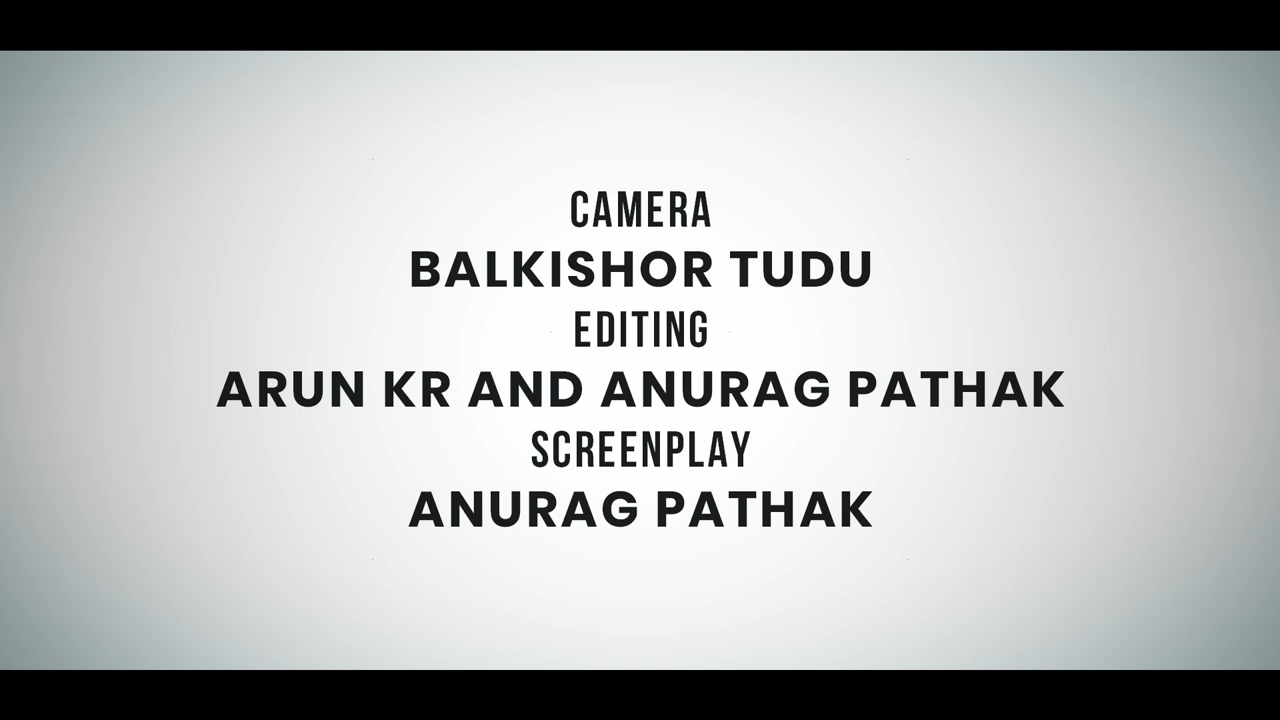 CAMERA
BALKISHOR TUDU
EDITING
ARUN KR AND ANURAG PATHAK
SCREENPLAY
ANURAG PATHAK